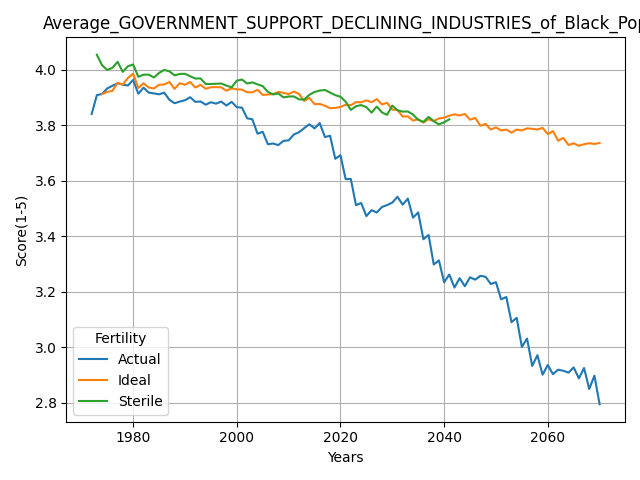 Average_GOVERNMENT_SUPPORT_DECLINING_INDUSTRIES_of_Black_Po
4.0
3.8
3.6
3.4
3.2
3.0
2.8
Score(1-5)
Fertility
Actual
Ideal
Sterile
1980
2000
2020
2040
2060
Years